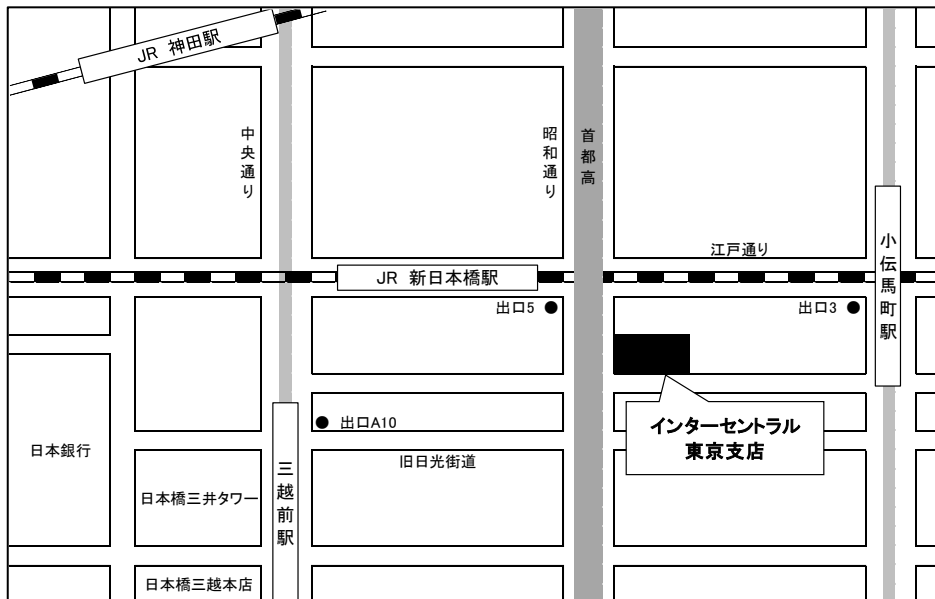 JR 神田駅
中央通り
昭和通り
首都高
江戸通り
小伝馬町駅
JR 新日本橋駅
出口5
出口3
出口A10
インターセントラル
東京支店
日本銀行
旧日光街道
三越前駅
日本橋三井タワー
日本橋三越本店